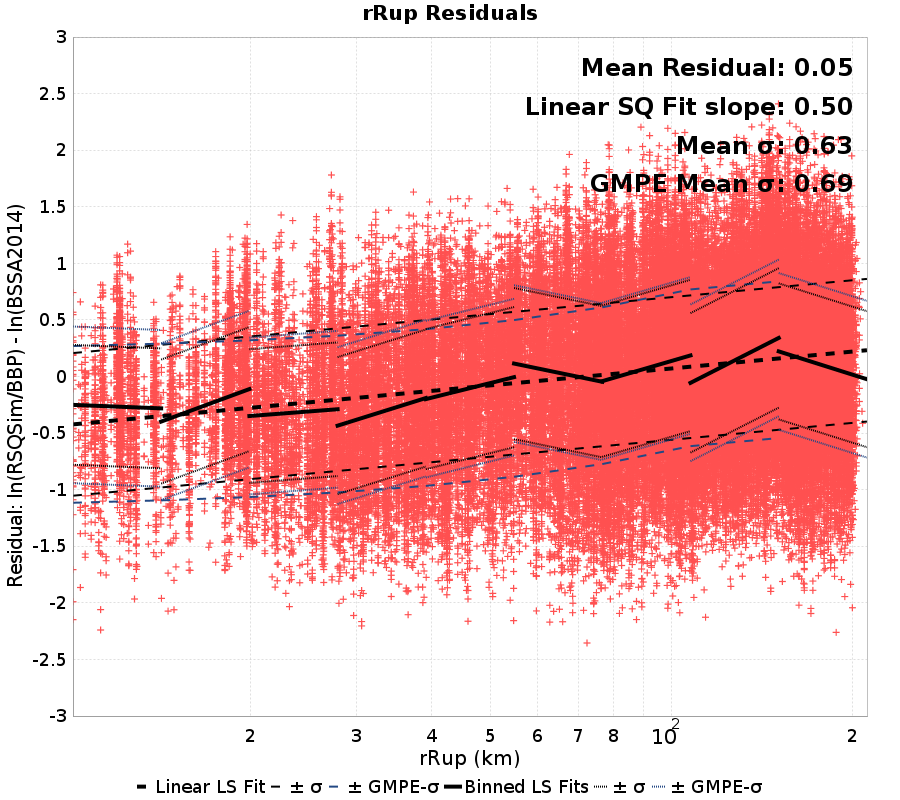 rRup Residuals
Mean Residual: 0.05
Linear SQ Fit slope: 0.50
Mean σ: 0.63
GMPE Mean σ: 0.69
Residual: ln(RSQSim/BBP) - ln(BSSA2014)
3
2.5
2
1.5
1
0.5
0
-0.5
-1
-1.5
-2
-2.5
-3
2 3 4 5 6 7 8 10² 2
rRup (km)
Linear LS Fit ± σ ± GMPE-σ Binned LS Fits ± σ ± GMPE-σ